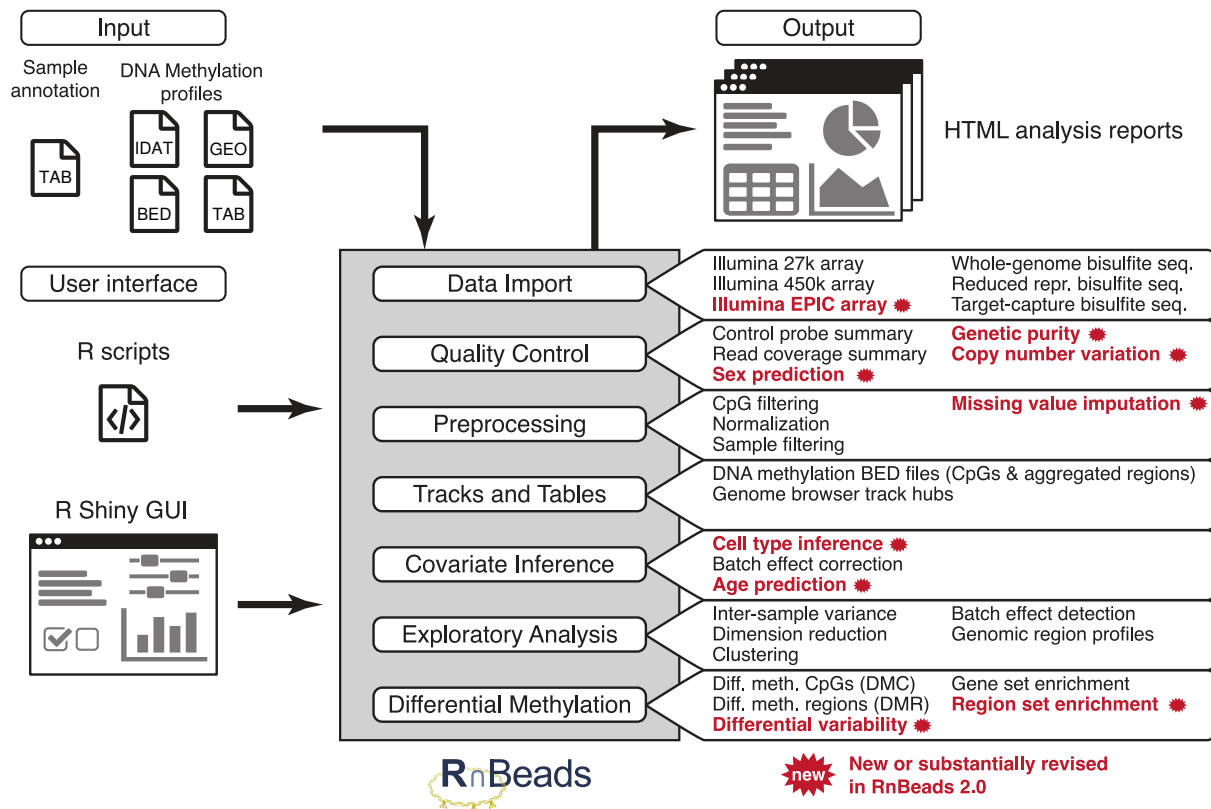 Input
Sample
annotation
DNA Methylation
profiles
TAB
IDAT
GEO
BED
TAB
Output
HTML analysis reports
User interface
R scripts
</>
R Shiny GUI
Data Import
Illumina 27k array
Illumina 450k array
Illumina EPIC array
Whole-genome bisulfite seq.
Reduced repr. bisulfite seq.
Target-capture bisulfite seq.
Quality Control
Control probe summary
Read coverage summary
Sex prediction
Genetic purity
Copy number variation
Preprocessing
CpG filtering
Normalization
Sample filtering
Missing value imputation
Tracks and Tables
DNA methylation BED files (CpGs & aggregated regions)
Genome browser track hubs
Covariate Inference
Cell type inference
Batch effect correction
Age prediction
Exploratory Analysis
Inter-sample variance
Dimension reduction
Clustering
Batch effect detection
Genomic region profiles
Differential Methylation
Diff. meth. CpGs (DMC)
Diff. meth. regions (DMR)
Differential variability
Gene set enrichment
Region set enrichment
RnBeads
new
New or substantially revised
in RnBeads 2.0